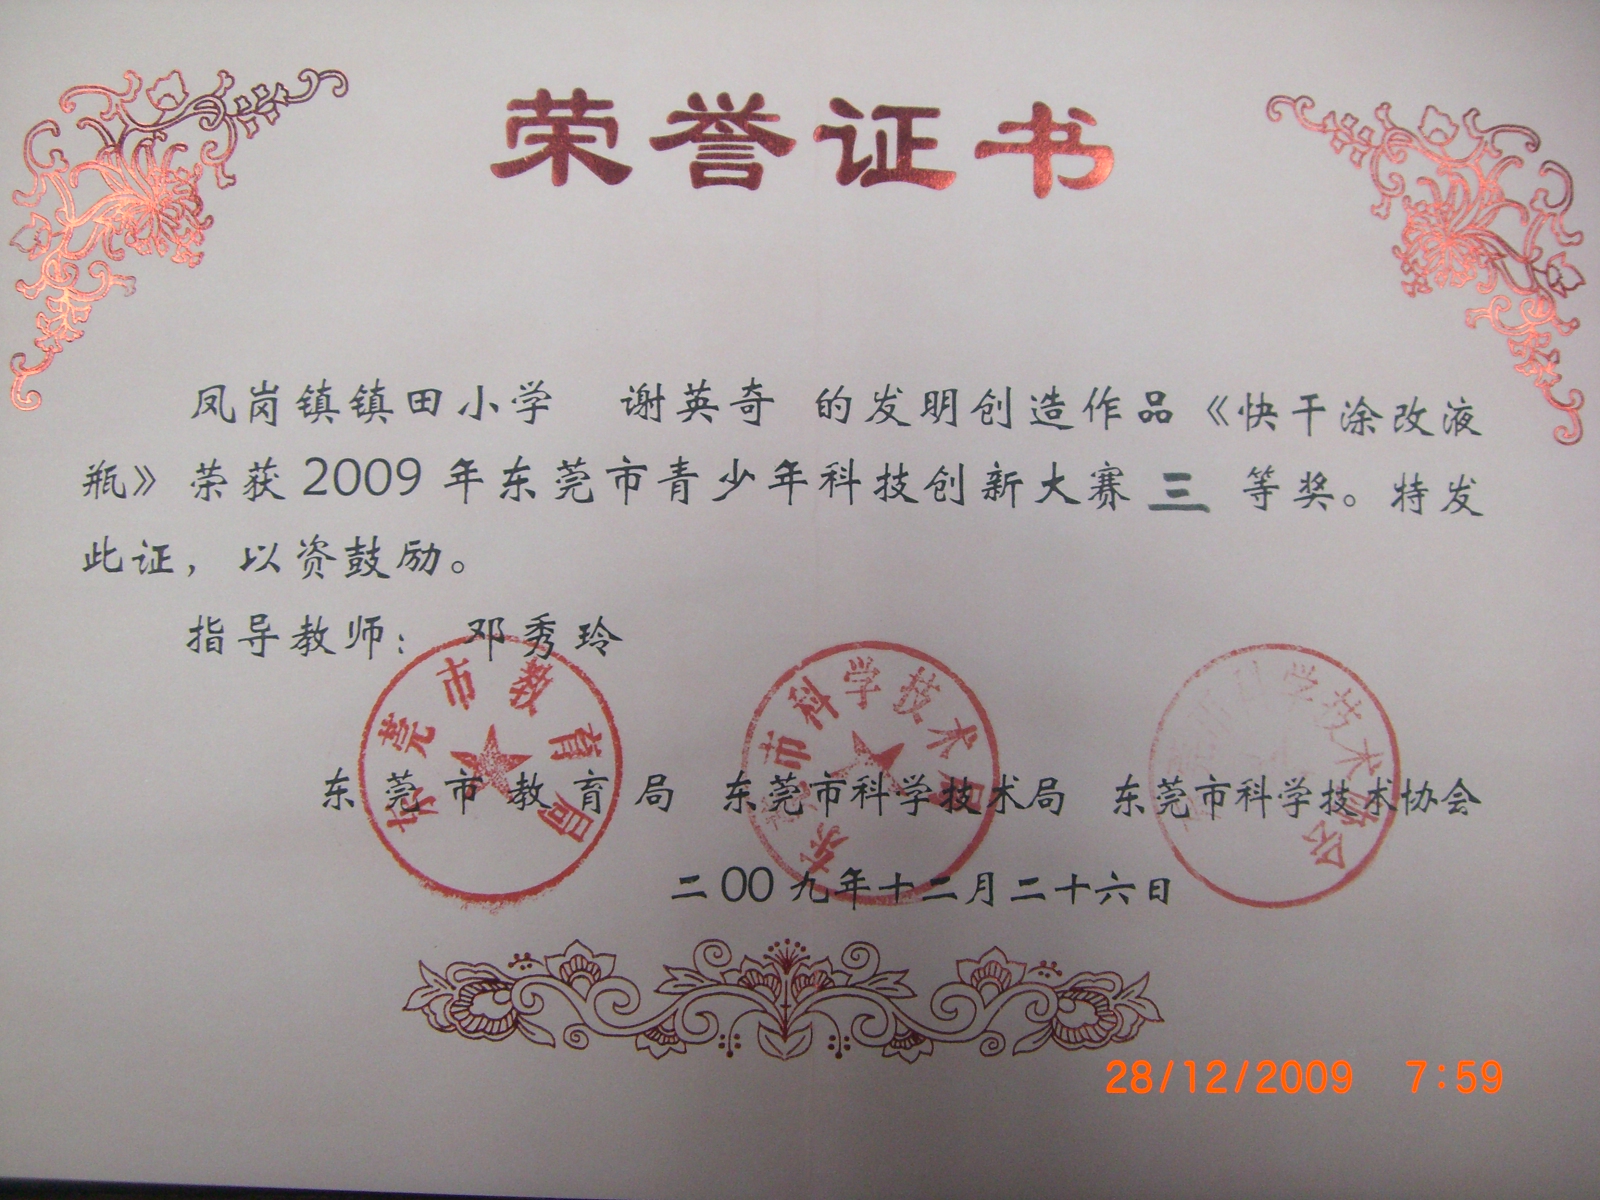 荣誉证书
凤岗镇镇田小学 谢英奇 的发明创造作品《快干涂改液
瓶》荣获 2009 年东莞市青少年科技创新大赛 三 等奖。特发
此证，以资鼓励。
指导教师： 邓秀玲
东莞市教育局
东莞市科学技术局
学技术协会
东莞市教育局 东莞市科学技术局 东莞市科学技术协会
二00九年十二月二十六日
28/12/2009 7:59